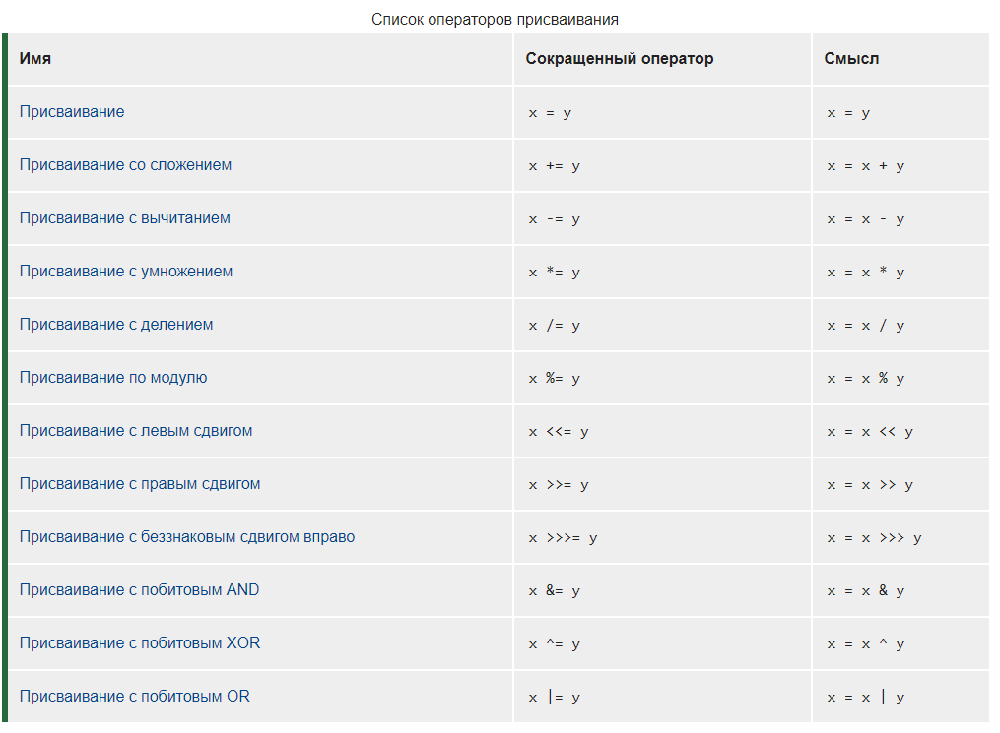 Список операторов присваивания
Имя Сокращенный оператор Смысл
Присваивание x = y x = y
Присваивание со сложением x += y x = x + y
Присваивание с вычитанием x -= y x = x - y
Присваивание с умножением x *= y x = x * y
Присваивание с делением x /= y x = x / y
Присваивание по модулю x %= y x = x % y
Присваивание с левым сдвигом x <<= y x = x << y
Присваивание с правым сдвигом x >>= y x = x >> y
Присваивание с беззнаковым сдвигом вправо x >>>= y x = x >>> y
Присваивание с побитовым AND x &= y x = x & y
Присваивание с побитовым XOR x ^= y x = x ^ y
Присваивание с побитовым OR x |= y x = x | y